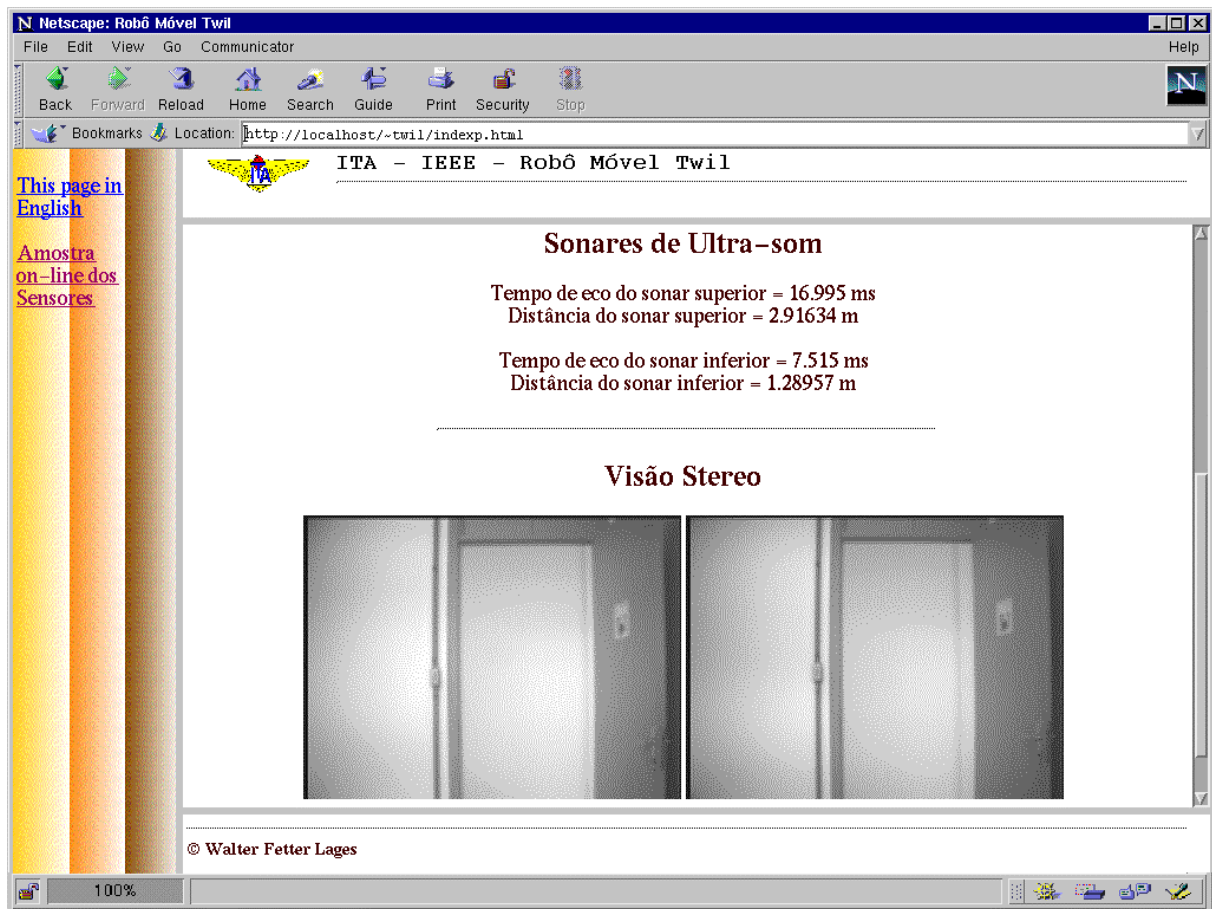 Netscape: Robô Móvel Twil
File Edit View Go Communicator Help
Back Forward Reload Home Search Guide Print Security Stop
N
Bookmarks Location: http://localhost/~twil/indexp.html
ITA
ITA – IEEE – Robô Móvel Twil
This page in
English
Amostra
on–line dos
Sensores
Sonares de Ultra–som
Tempo de eco do sonar superior = 16.995 ms
Distância do sonar superior = 2.91634 m
Tempo de eco do sonar inferior = 7.515 ms
Distância do sonar inferior = 1.28957 m
Visão Stereo
© Walter Fetter Lages
100%